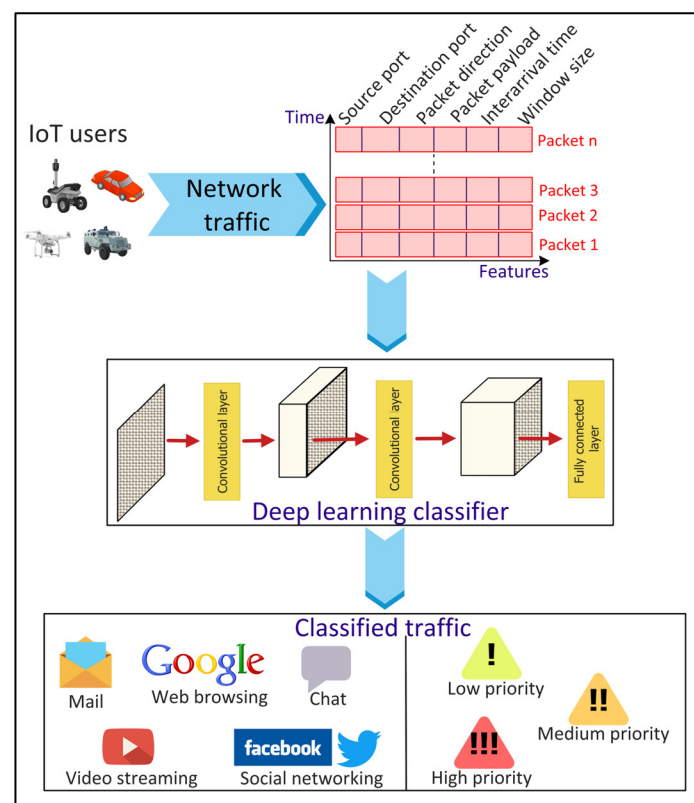 Source port
Destination port
Packet direction
Packet payload
Interarrival time
Window size
Time
IoT users
Network
traffic
Packet n
Packet 3
Packet 2
Packet 1
Features
Convolutional layer
Convolutional layer
Fully connected
layer
Deep learning classifier
Classified traffic
Google
Mail
Web browsing
Chat
!
Low priority
!!
Medium priority
facebook
!!!
Video streaming
Social networking
High priority